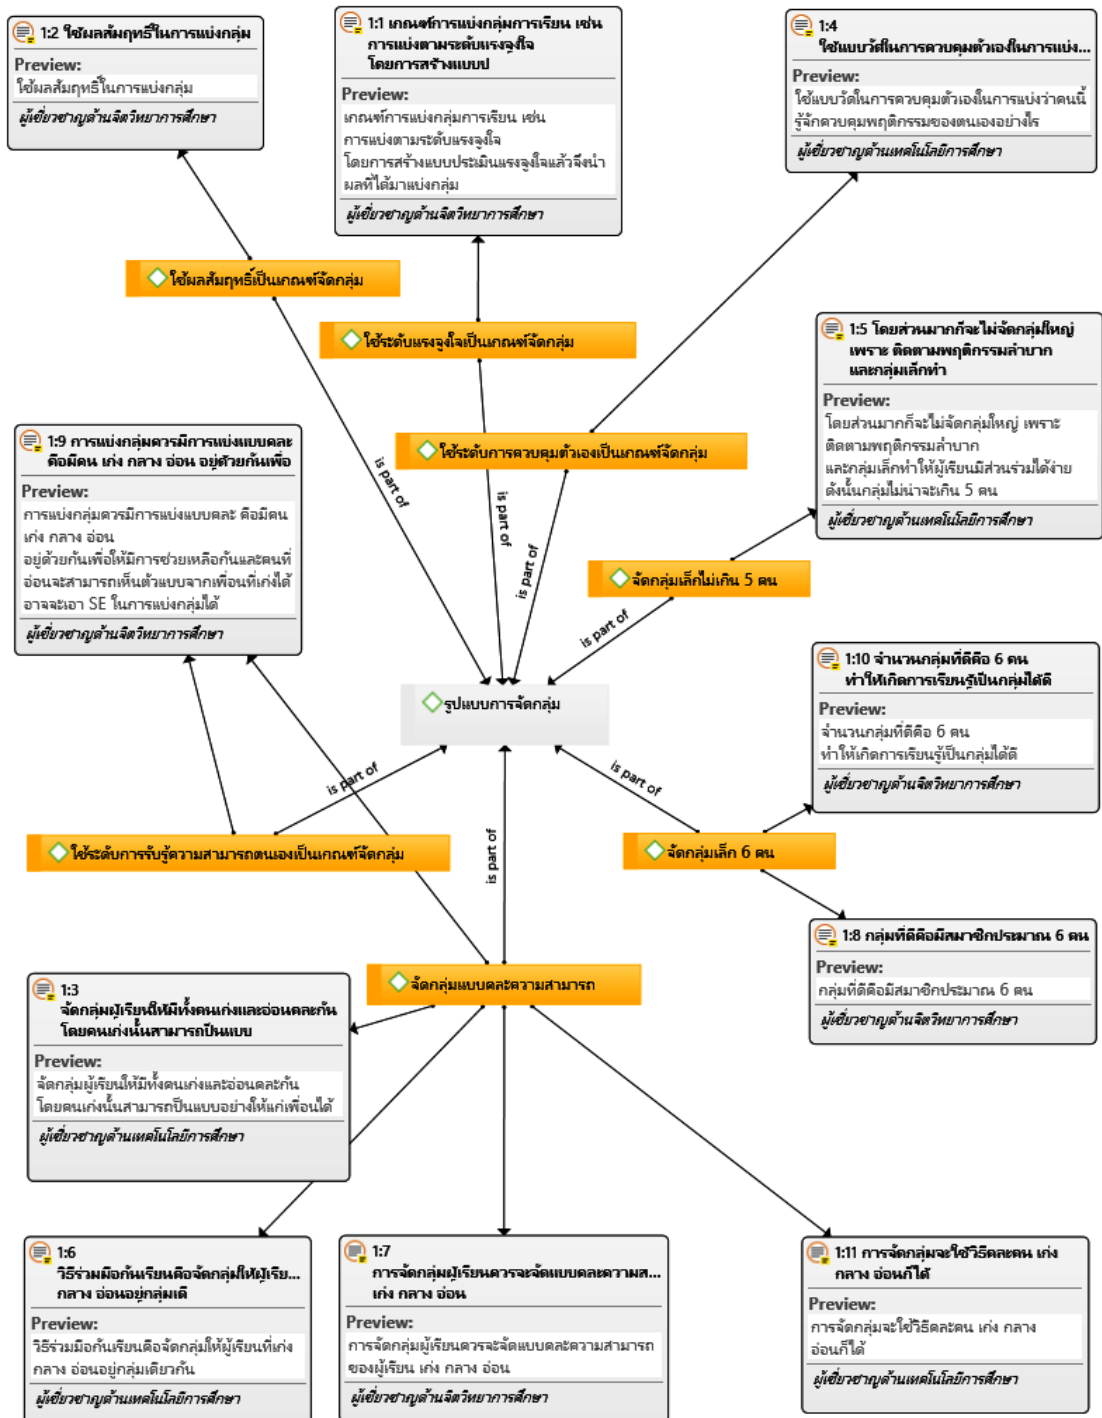 1:2 ใช้ผลสัมฤทธิ์ในการแบ่งกลุ่ม
Preview:
ใช้ผลสัมฤทธิ์ในการแบ่งกลุ่ม
ผู้เชี่ยวชาญด้านจิตวิทยาการศึกษา
1:1 เกณฑ์การแบ่งกลุ่มการเรียน เช่น
การแบ่งตามระดับแรงจูงใจ
โดยการสร้างแบบป
Preview:
เกณฑ์การแบ่งกลุ่มการเรียน เช่น
การแบ่งตามระดับแรงจูงใจ
โดยการสร้างแบบประเมินแรงจูงใจแล้วจึงนำ
ผลที่ได้มาแบ่งกลุ่ม
ผู้เชี่ยวชาญด้านจิตวิทยาการศึกษา
1:4
ใช้แบบวัดในการควบคุมตัวเองในการแบ่ง...
Preview:
ใช้แบบวัดในการควบคุมตัวเองในการแบ่งว่าคนนี้
รู้จักควบคุมพฤติกรรมของตนเองอย่างไร
ผู้เชี่ยวชาญด้านเทคโนโลยีการศึกษา
ใช้ผลสัมฤทธิ์เป็นเกณฑ์จัดกลุ่ม
ใช้ระดับแรงจูงใจเป็นเกณฑ์จัดกลุ่ม
1:5 โดยส่วนมากก็จะไม่จัดกลุ่มใหญ่
เพราะ ติดตามพฤติกรรมลำบาก
และกลุ่มเล็กทำ
Preview:
โดยส่วนมากก็จะไม่จัดกลุ่มใหญ่ เพราะ
ติดตามพฤติกรรมลำบาก
และกลุ่มเล็กทำให้ผู้เรียนมีส่วนร่วมได้ง่าย
ดังนั้นกลุ่มไม่น่าจะเกิน 5 คน
ผู้เชี่ยวชาญด้านเทคโนโลยีการศึกษา
1:9 การแบ่งกลุ่มควรมีการแบ่งแบบคละ
คือมีคน เก่ง กลาง อ่อน อยู่ด้วยกันเพื่อ
Preview:
การแบ่งกลุ่มควรมีการแบ่งแบบคละ คือมีคน
เก่ง กลาง อ่อน
อยู่ด้วยกันเพื่อให้มีการช่วยเหลือกันและคนที่
อ่อนจะสามารถเห็นตัวแบบจากเพื่อนที่เก่งได้
อาจจะเอา SE ในการแบ่งกลุ่มได้
ผู้เชี่ยวชาญด้านจิตวิทยาการศึกษา
ใช้ระดับการควบคุมตัวเองเป็นเกณฑ์จัดกลุ่ม
is part of
is part of
is part of
จัดกลุ่มเล็กไม่เกิน 5 คน
is part of
รูปแบบการจัดกลุ่ม
1:10 จำนวนกลุ่มที่ดีคือ 6 คน
ทำให้เกิดการเรียนรู้เป็นกลุ่มได้ดี
Preview:
จำนวนกลุ่มที่ดีคือ 6 คน
ทำให้เกิดการเรียนรู้เป็นกลุ่มได้ดี
ผู้เชี่ยวชาญด้านจิตวิทยาการศึกษา
is part of
is part of
is part of
ใช้ระดับการรับรู้ความสามารถตนเองเป็นเกณฑ์จัดกลุ่ม
จัดกลุ่มเล็ก 6 คน
1:8 กลุ่มที่ดีคือมีสมาชิกประมาณ 6 คน
Preview:
กลุ่มที่ดีคือมีสมาชิกประมาณ 6 คน
ผู้เชี่ยวชาญด้านจิตวิทยาการศึกษา
จัดกลุ่มแบบคละความสามารถ
1:3
จัดกลุ่มผู้เรียนให้มีทั้งคนเก่งและอ่อนคละกัน
โดยคนเก่งนั้นสามารถป็นแบบ
Preview:
จัดกลุ่มผู้เรียนให้มีทั้งคนเก่งและอ่อนคละกัน
โดยคนเก่งนั้นสามารถป็นแบบอย่างให้แก่เพื่อนได้
ผู้เชี่ยวชาญด้านเทคโนโลยีการศึกษา
1:6
วิธีร่วมมือกันเรียนคือจัดกลุ่มให้ผู้เรีย...
กลาง อ่อนอยู่กลุ่มเดี
Preview:
วิธีร่วมมือกันเรียนคือจัดกลุ่มให้ผู้เรียนที่เก่ง
กลาง อ่อนอยู่กลุ่มเดียวกัน
ผู้เชี่ยวชาญด้านเทคโนโลยีการศึกษา
1:7
การจัดกลุ่มผู้เรียนควรจะจัดแบบคละความส...
เก่ง กลาง อ่อน
Preview:
การจัดกลุ่มผู้เรียนควรจะจัดแบบคละความสามารถ
ของผู้เรียน เก่ง กลาง อ่อน
ผู้เชี่ยวชาญด้านจิตวิทยาการศึกษา
1:11 การจัดกลุ่มจะใช้วิธีคละคน เก่ง
กลาง อ่อนก็ได้
Preview:
การจัดกลุ่มจะใช้วิธีคละคน เก่ง กลาง
อ่อนก็ได้
ผู้เชี่ยวชาญด้านเทคโนโลยีการศึกษา